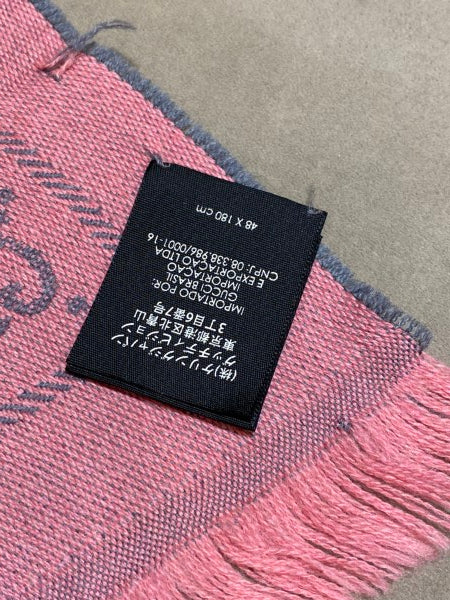 (株)ケリングジャパン
グッチディビジョン
東京都港区北青山
3丁目6番7号
IMPORTADO POR:
GUCCI BRASIL
IMPORTACAO
E EXPORTACAO LTDA
CNPJ: 08.338.986/0001-16
48 X 180 cm